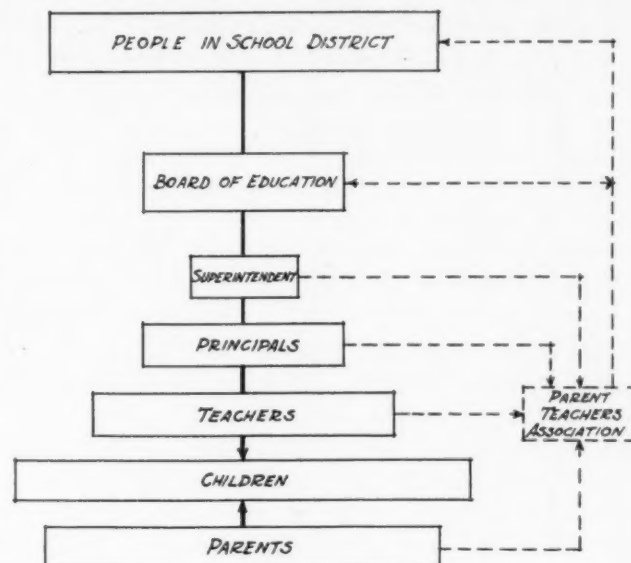 PEOPLE IN SCHOOL DISTRICT
BOARD OF EDUCATION
SUPERINTENDENT
PRINCIPALS
TEACHERS
PARENT
TEACHERS
ASSOCIATION
CHILDREN
PARENTS